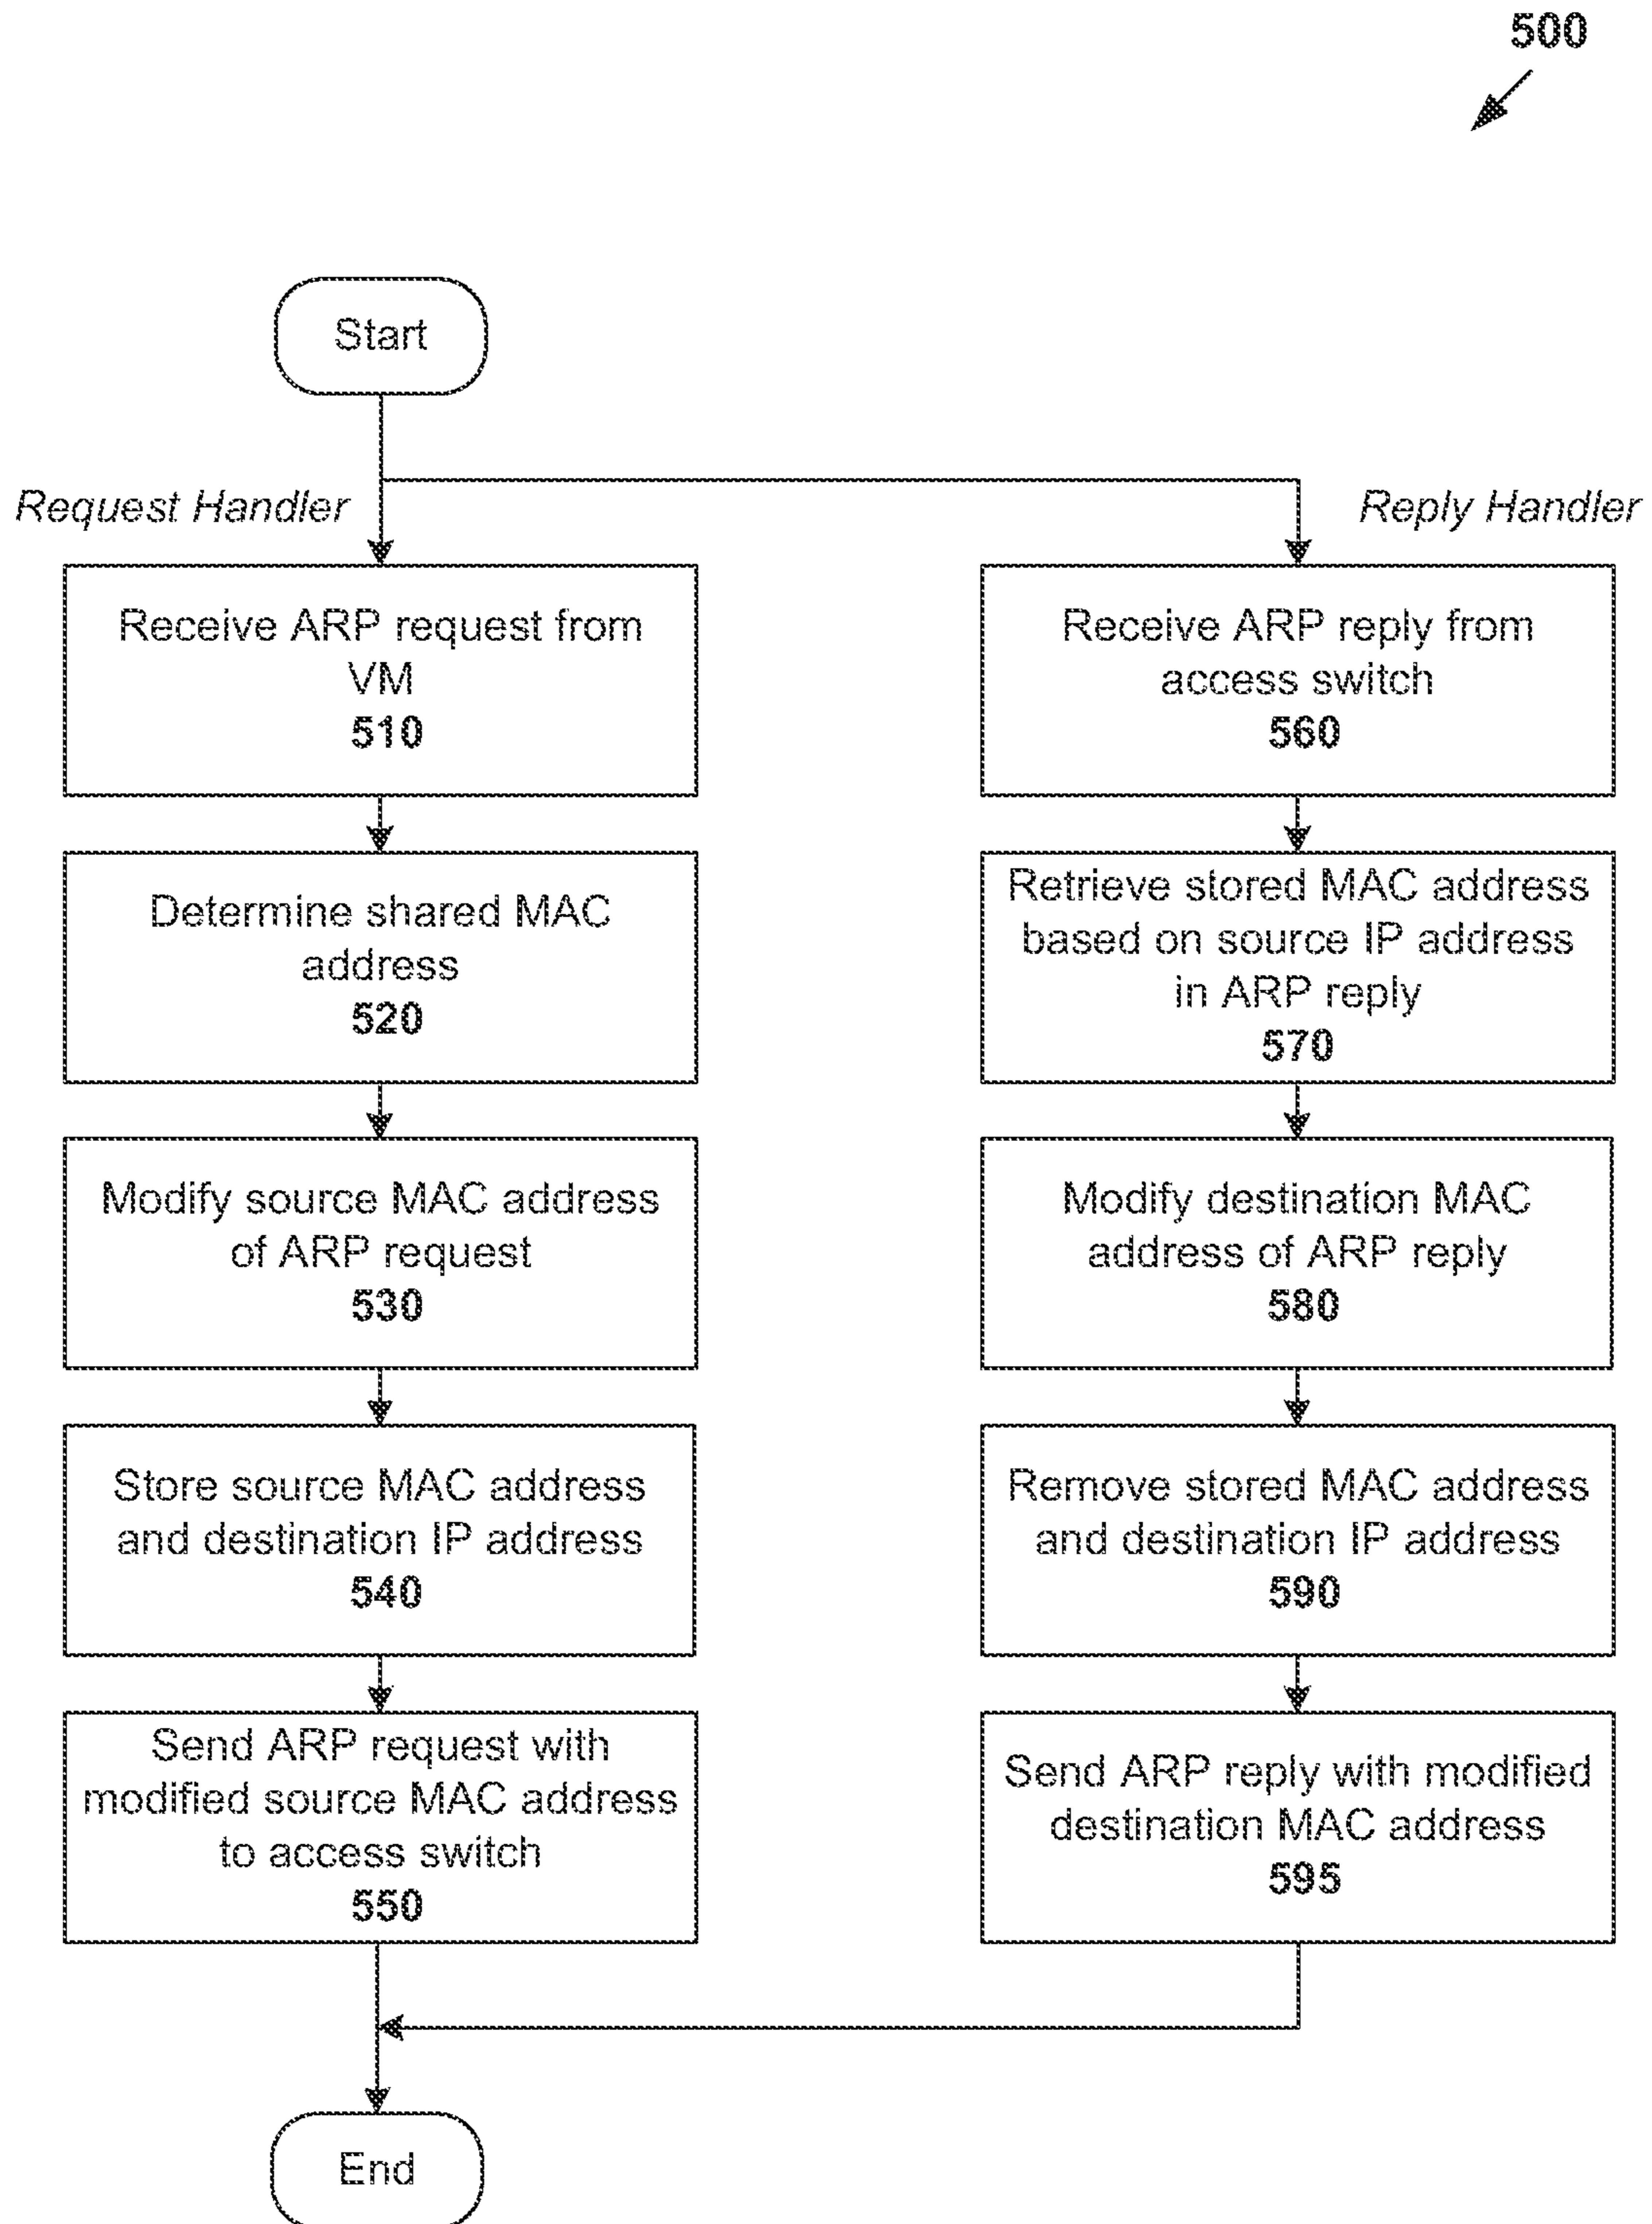 500
Start
Request Handler
Reply Handler
Receive ARP request from
VM
510
Determine shared MAC
address
520
Modify source MAC address
of ARP request
530
Store source MAC address
and destination IP address
540
Send ARP request with
modified source MAC address
to access switch
550
Receive ARP reply from
access switch
560
Retrieve stored MAC address
based on source IP address
in ARP reply
570
Modify destination MAC
address of ARP reply
580
Remove stored MAC address
and destination IP address
590
Send ARP reply with modified
destination MAC address
595
End